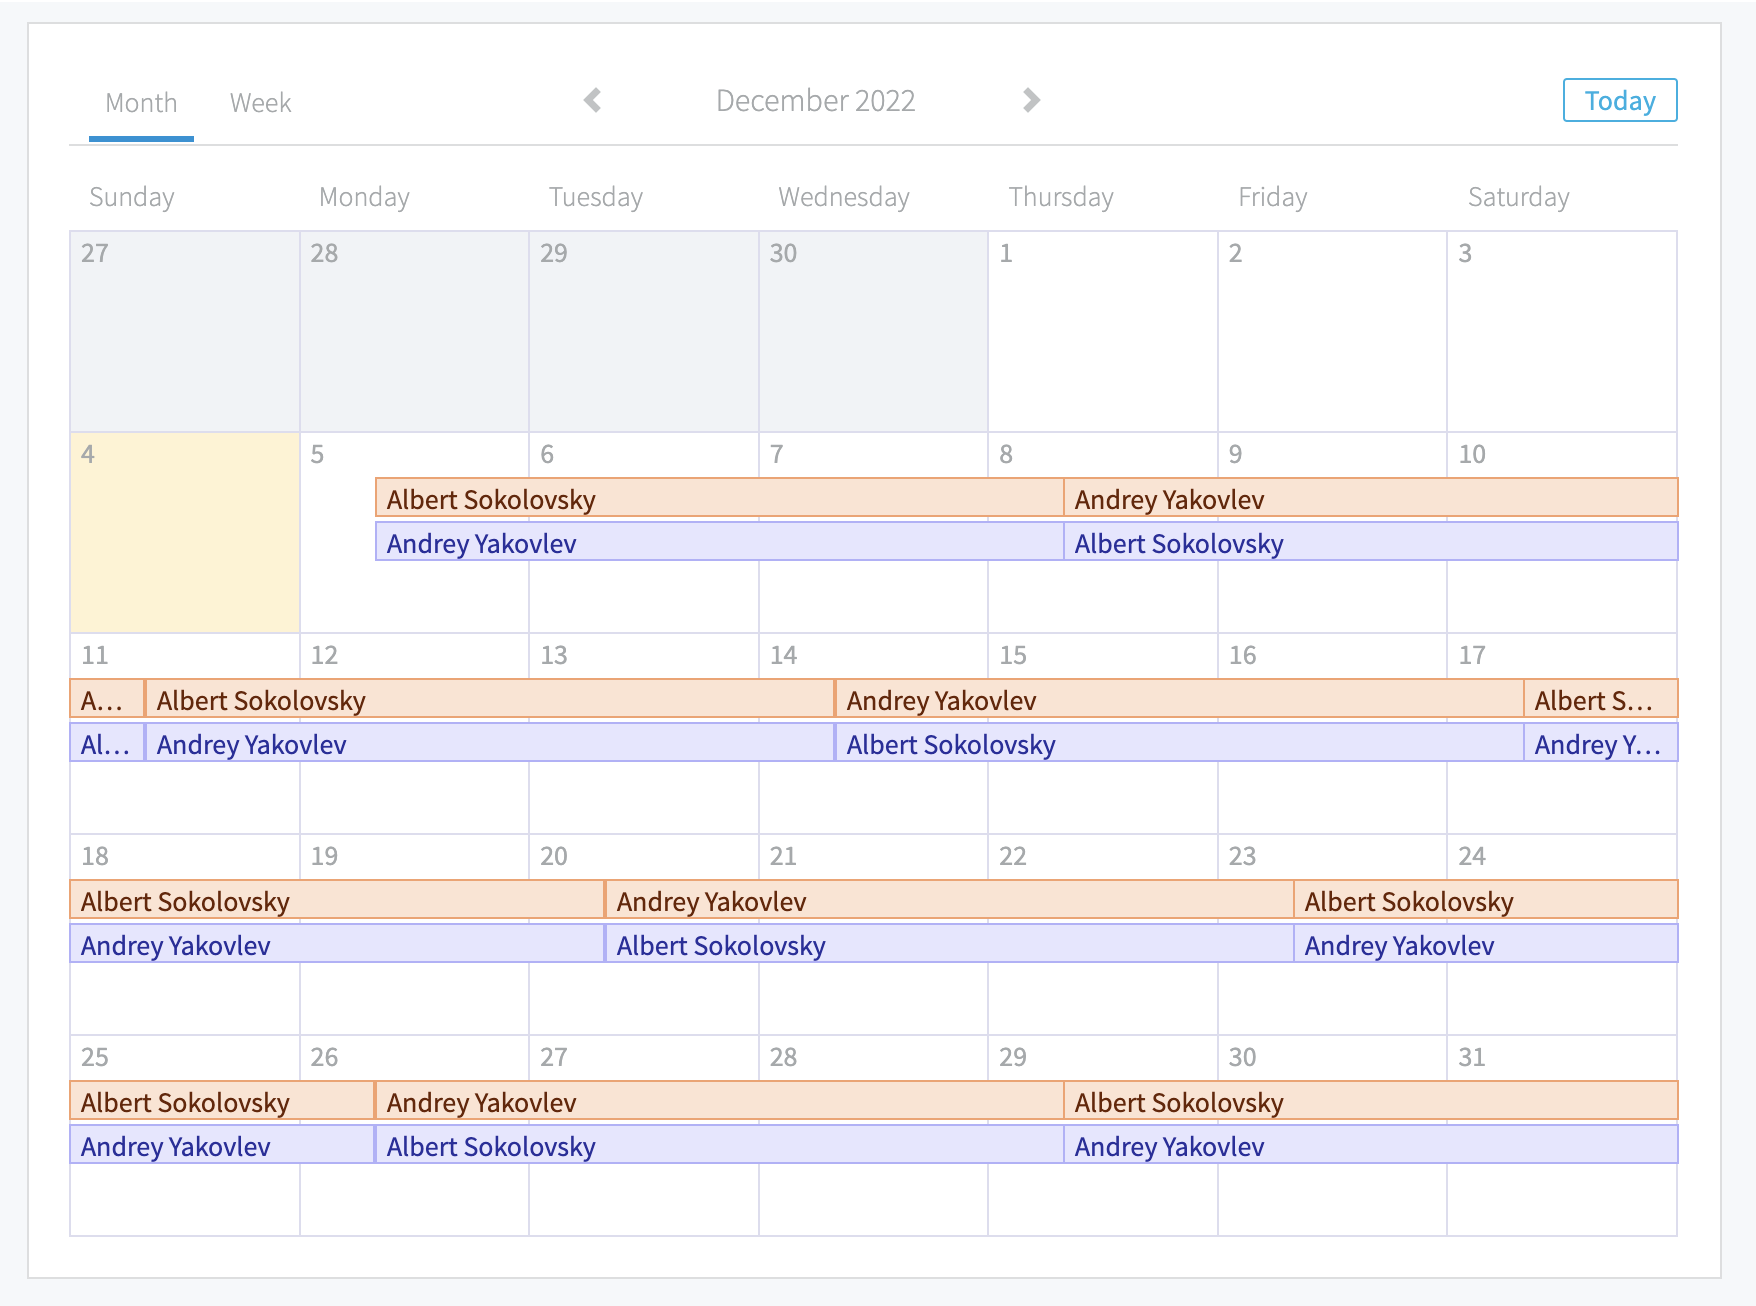 Month Week December 2022 Today
Sunday Monday Tuesday Wednesday Thursday Friday Saturday
27 28 29 30 1 2 3
4 5 6 7 8 9 10
Albert Sokolovsky Andrey Yakovlev
Andrey Yakovlev Albert Sokolovsky
11 12 13 14 15 16 17
A... Albert Sokolovsky Andrey Yakovlev Albert S...
Al... Andrey Yakovlev Albert Sokolovsky Andrey Y...
18 19 20 21 22 23 24
Albert Sokolovsky Andrey Yakovlev Albert Sokolovsky
Andrey Yakovlev Albert Sokolovsky Andrey Yakovlev
25 26 27 28 29 30 31
Albert Sokolovsky Andrey Yakovlev Albert Sokolovsky
Andrey Yakovlev Albert Sokolovsky Andrey Yakovlev